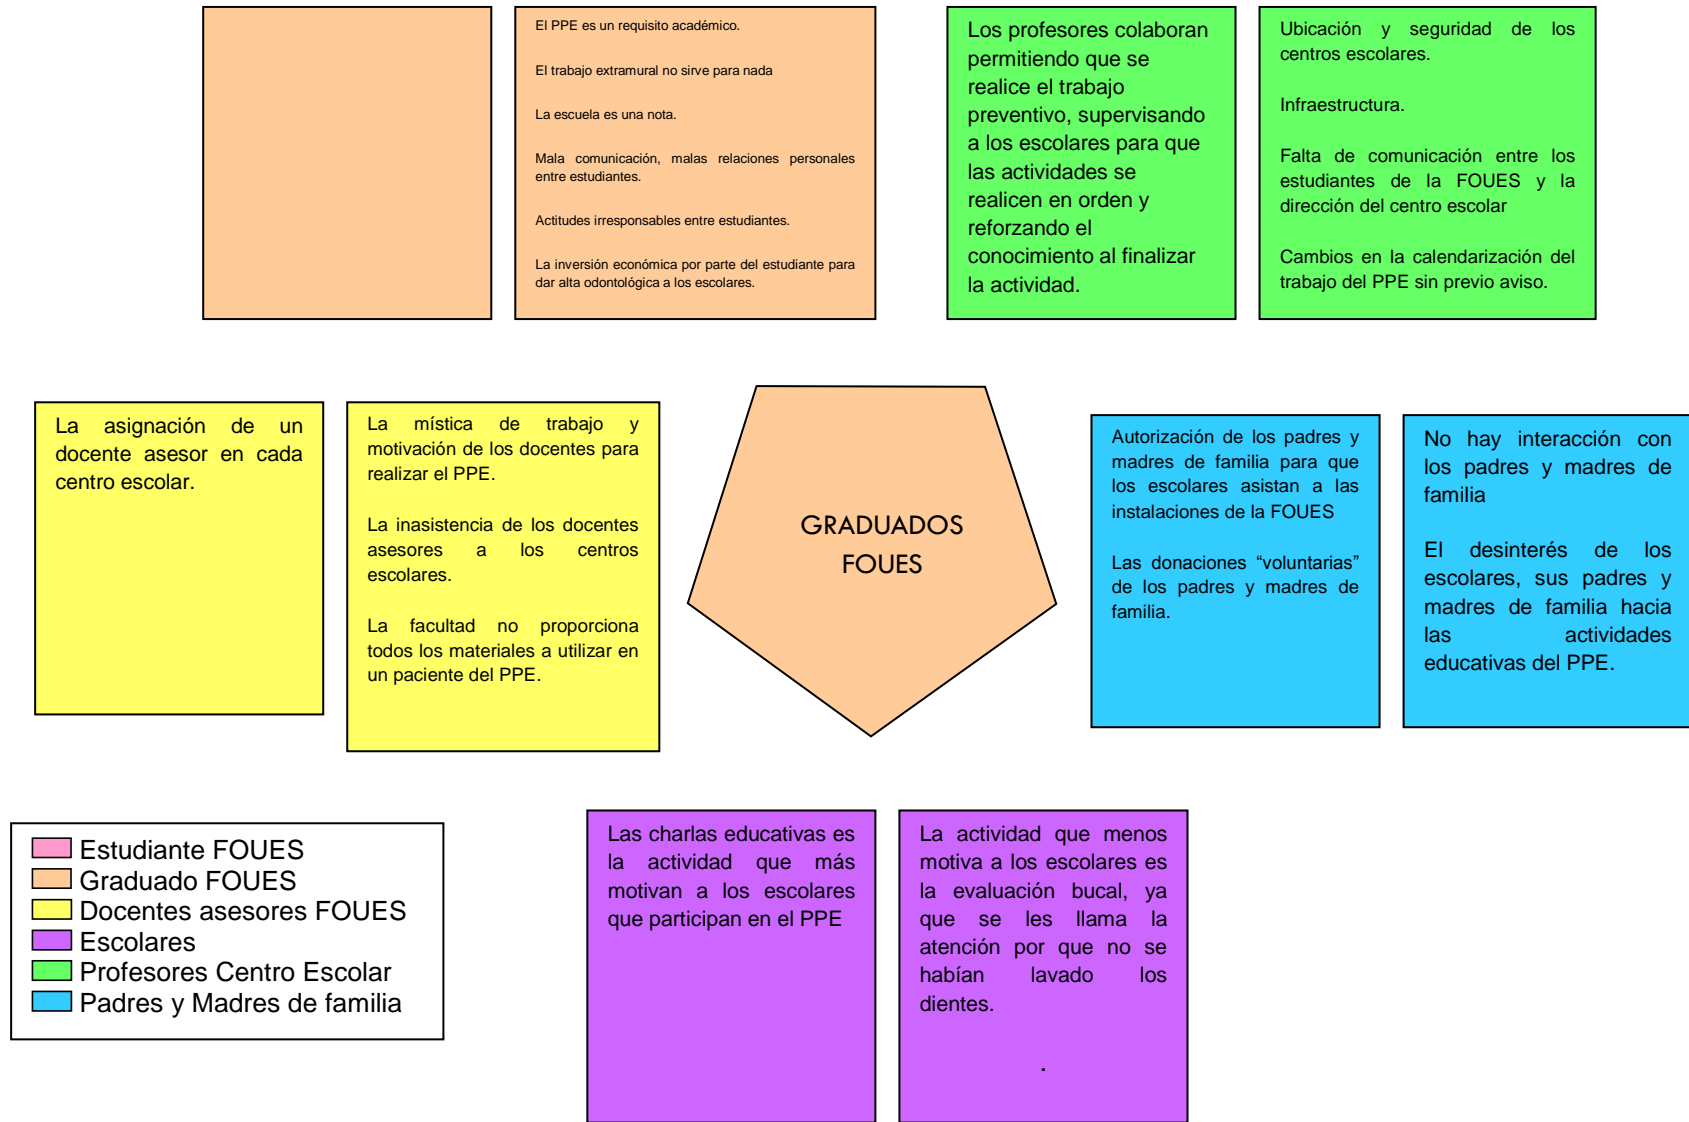 El PPE es un requisito académico.
El trabajo extramural no sirve para nada
La escuela es una nota.
Mala comunicación, malas relaciones personales
entre estudiantes.
Actitudes irresponsables entre estudiantes.
La inversión económica por parte del estudiante para
dar alta odontológica a los escolares.
Los profesores colaboran
permitiendo que se
realice el trabajo
preventivo, supervisando
a los escolares para que
las actividades se
realicen en orden y
reforzando el
conocimiento al finalizar
la actividad.
Ubicación y seguridad de los
centros escolares.
Infraestructura.
Falta de comunicación entre los
estudiantes de la FOUES y la
dirección del centro escolar
Cambios en la calendarización del
trabajo del PPE sin previo aviso.
La asignación de un
docente asesor en cada
centro escolar.
La mística de trabajo y
motivación de los docentes para
realizar el PPE.
La inasistencia de los docentes
asesores a los centros
escolares.
La facultad no proporciona
todos los materiales a utilizar en
un paciente del PPE.
GRADUADOS
FOUES
Autorización de los padres y
madres de familia para que
los escolares asistan a las
instalaciones de la FOUES
Las donaciones “voluntarias”
de los padres y madres de
familia.
No hay interacción con
los padres y madres de
familia
El desinterés de los
escolares, sus padres y
madres de familia hacia
las actividades
educativas del PPE.
Estudiante FOUES
Graduado FOUES
Docentes asesores FOUES
Escolares
Profesores Centro Escolar
Padres y Madres de familia
Las charlas educativas es
la actividad que más
motivan a los escolares
que participan en el PPE
La actividad que menos
motiva a los escolares es
la evaluación bucal, ya
que se les llama la
atención por que no se
habían lavado los
dientes.
.